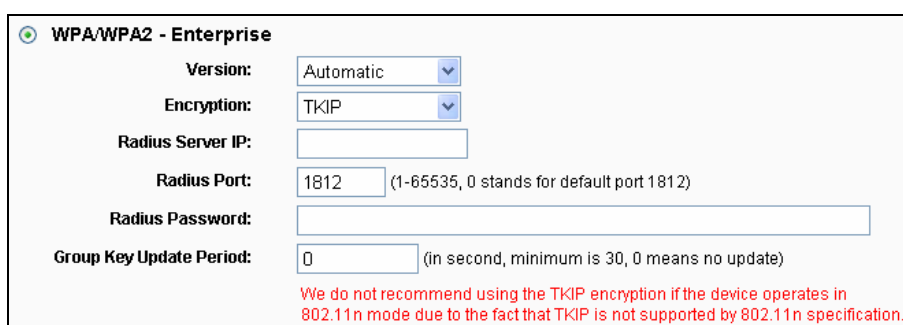 WPA/WPA2 - Enterprise
Version: Automatic
Encryption: TKIP
Radius Server IP:
Radius Port: 1812 (1-65535, 0 stands for default port 1812)
Radius Password:
Group Key Update Period: 0 (in second, minimum is 30, 0 means no update)
We do not recommend using the TKIP encryption if the device operates in
802.11n mode due to the fact that TKIP is not supported by 802.11n specification.